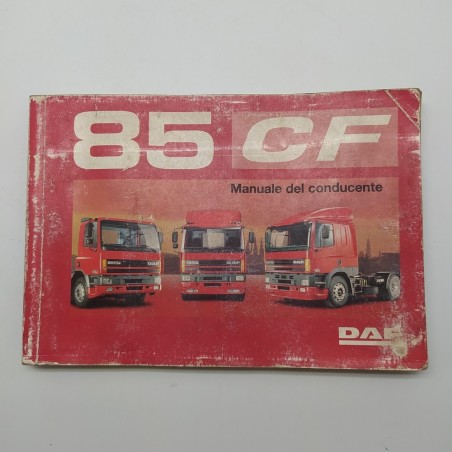 85 CF
Manuale del conducente
DAF